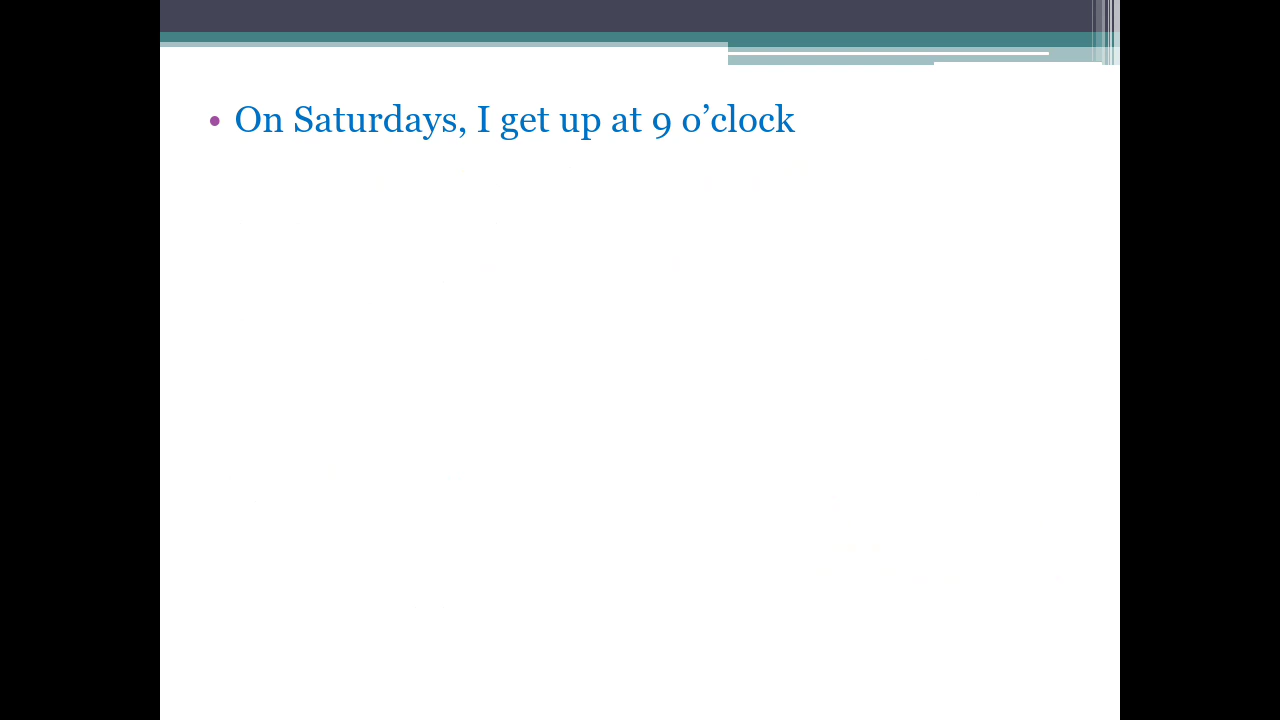 • On Saturdays, I get up at 9 o’clock